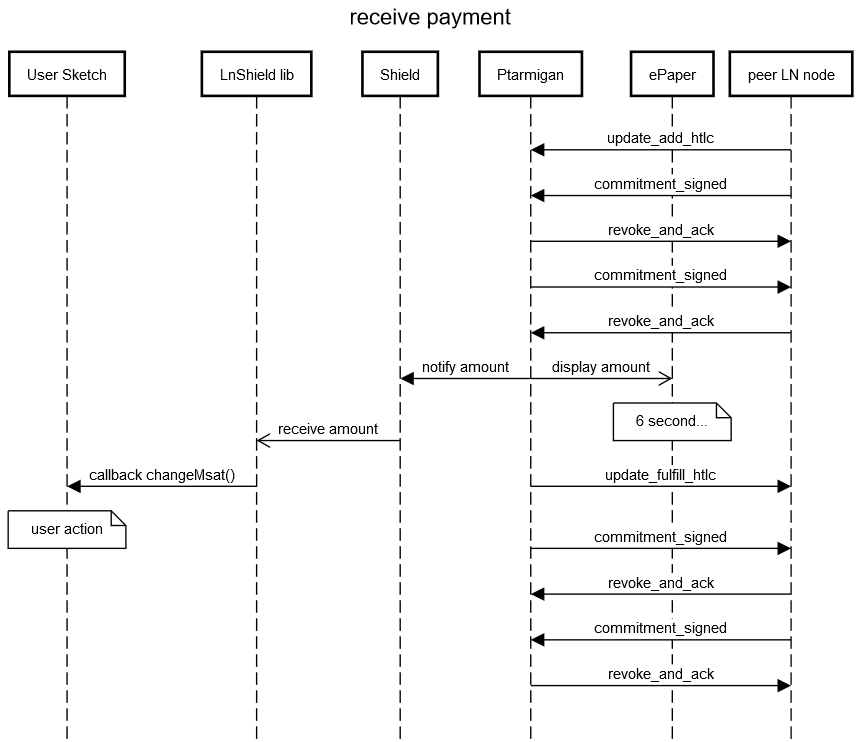 receive payment
User Sketch
LnShield lib
Shield
Ptarmigan
ePaper
peer LN node
update_add_htlc
commitment_signed
revoke_and_ack
commitment_signed
revoke_and_ack
notify amount
display amount
6 second...
receive amount
callback changeMsat()
update_fulfill_htlc
user action
commitment_signed
revoke_and_ack
commitment_signed
revoke_and_ack